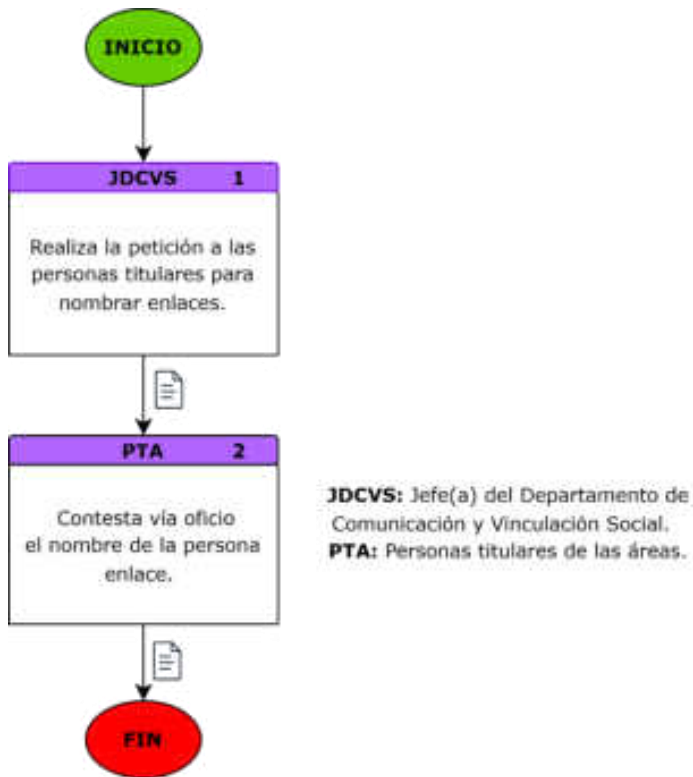 INICIO
JDCVS 1
Realiza la petición a las
personas titulares para
nombrar enlaces.
PTA 2
Contesta vía oficio
el nombre de la persona
enlace.
JDCVS: Jefe(a) del Departamento de
Comunicación y Vinculación Social.
PTA: Personas titulares de las áreas.
FIN